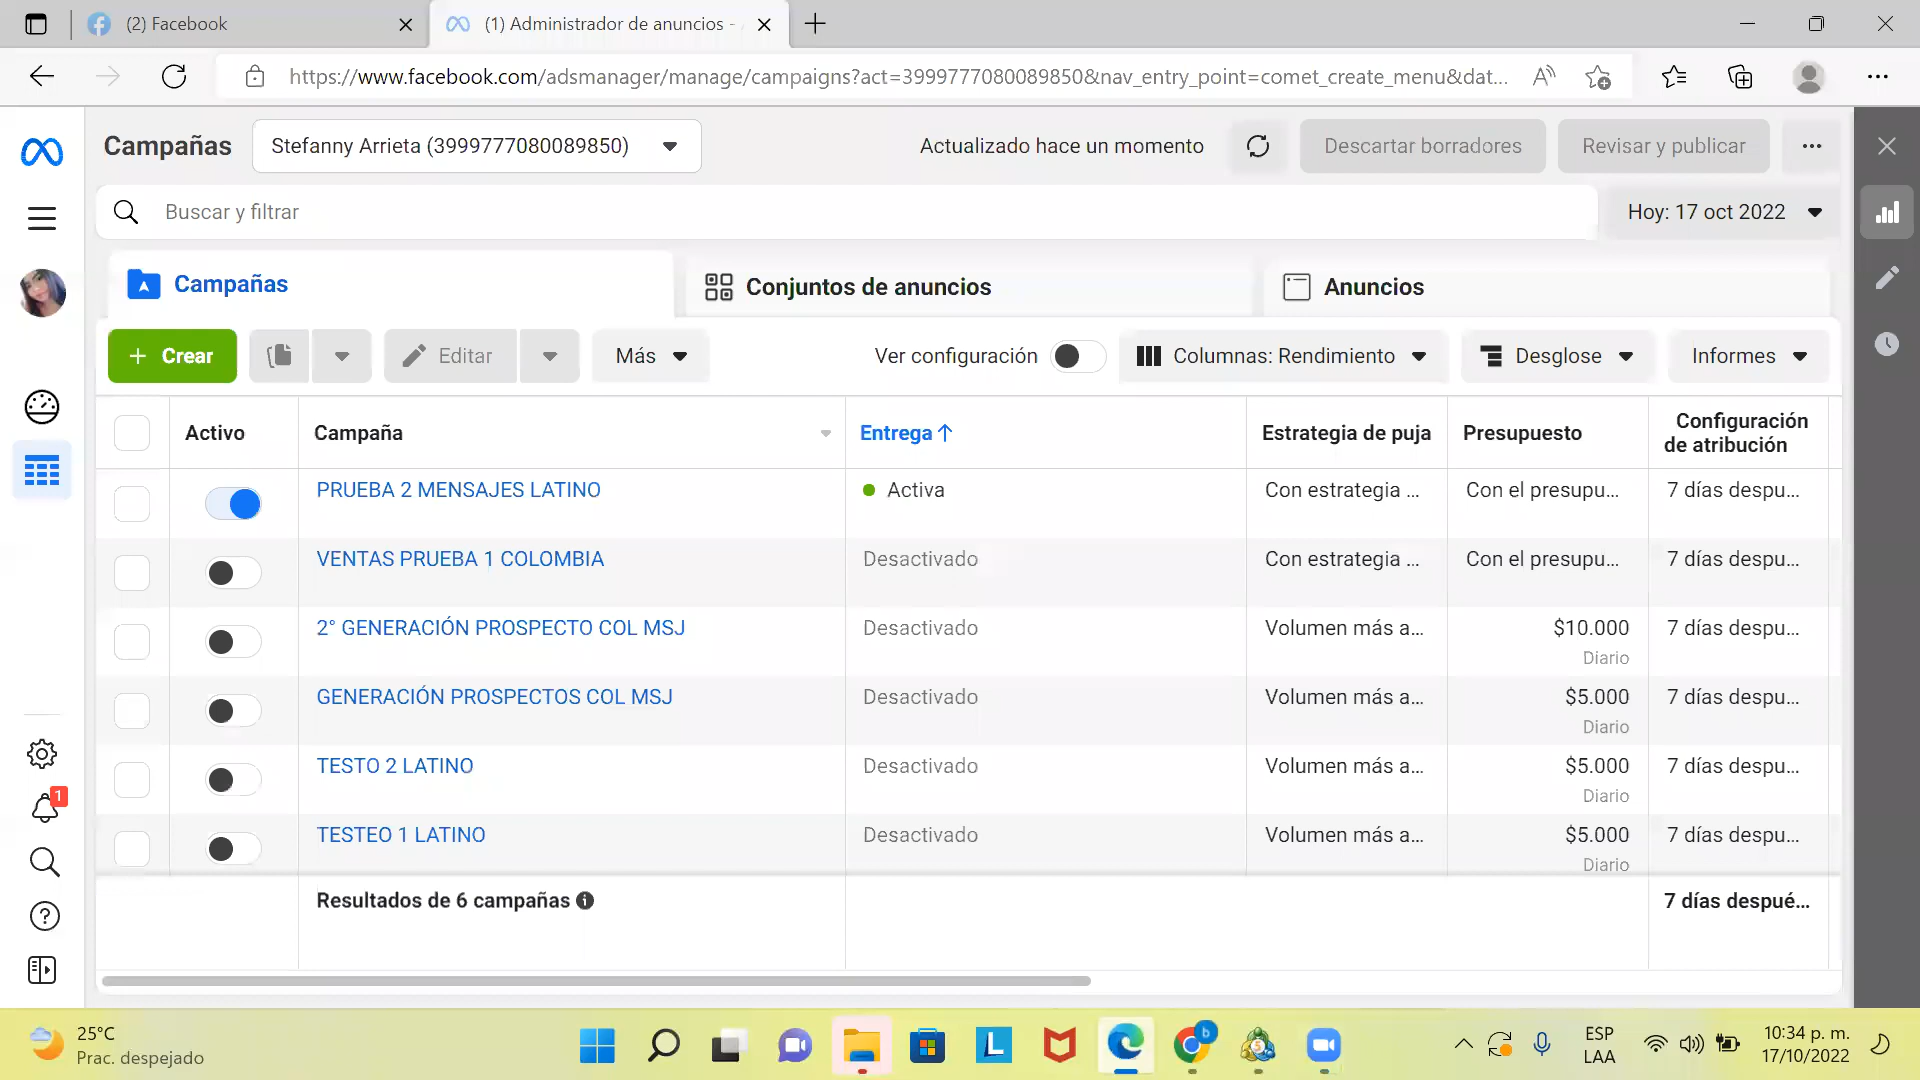 (2) Facebook
(1) Administrador de anuncios -
https://www.facebook.com/adsmanager/manage/campaigns?act=3999777080089850&nav_entry_point=comet_create_menu&dat...
Campañas
Stefanny Arrieta (3999777080089850)
Actualizado hace un momento
Descartar borradores
Revisar y publicar
Buscar y filtrar
Hoy: 17 oct 2022
Campañas
Conjuntos de anuncios
Anuncios
+ Crear
Editar
Más
Ver configuración
Columnas: Rendimiento
Desglose
Informes
Activo
Campaña
Entrega ↑
Estrategia de puja
Presupuesto
Configuración
de atribución
PRUEBA 2 MENSAJES LATINO
Activa
Con estrategia ...
Con el presupu...
7 días despu...
VENTAS PRUEBA 1 COLOMBIA
Desactivado
Con estrategia ...
Con el presupu...
7 días despu...
2° GENERACIÓN PROSPECTO COL MSJ
Desactivado
Volumen más a...
$10.000
Diario
7 días despu...
GENERACIÓN PROSPECTOS COL MSJ
Desactivado
Volumen más a...
$5.000
Diario
7 días despu...
TESTO 2 LATINO
Desactivado
Volumen más a...
$5.000
Diario
7 días despu...
TESTEO 1 LATINO
Desactivado
Volumen más a...
$5.000
Diario
7 días despu...
Resultados de 6 campañas
7 días despué...
1
25°C
Prac. despejado
L
b
ESP
LAA
10:34 p. m.
17/10/2022